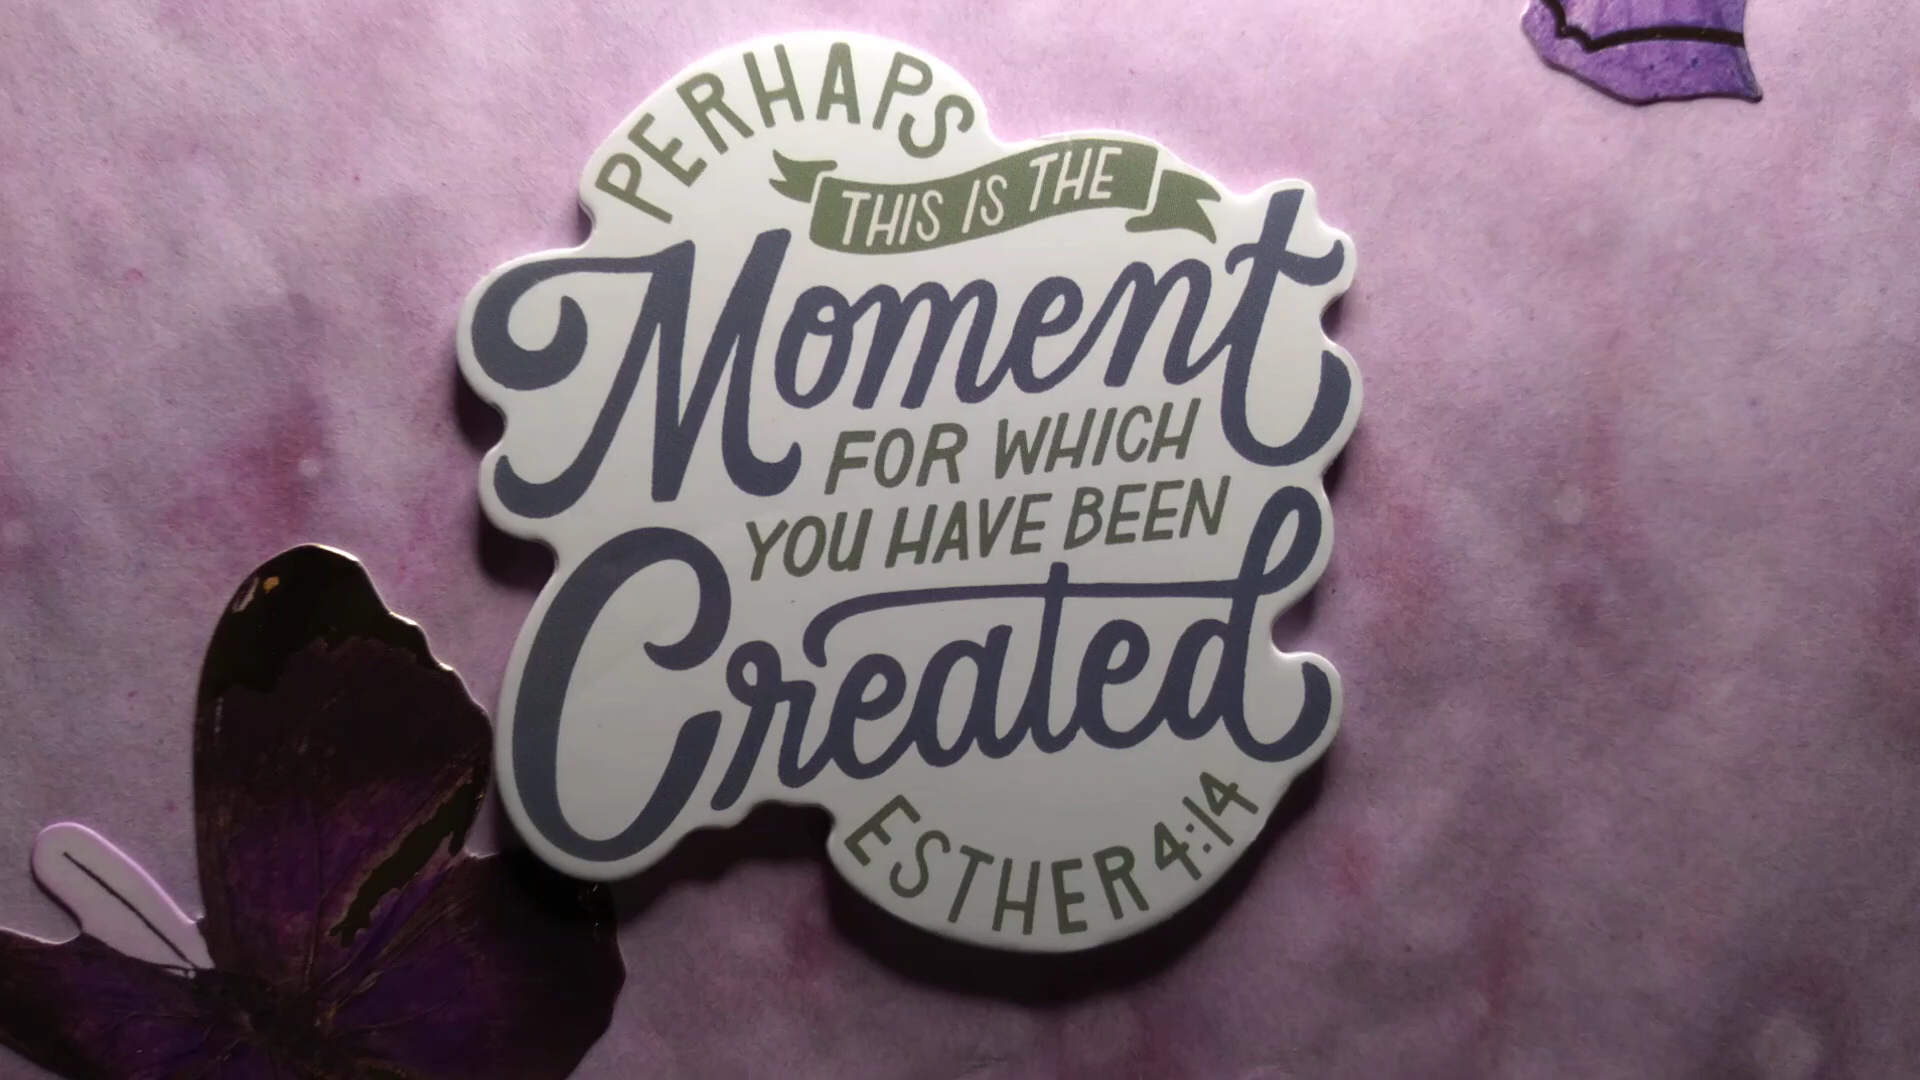 PERHAPS
THIS IS THE
Moment
FOR WHICH
YOU HAVE BEEN
Created
ESTHER 4:14